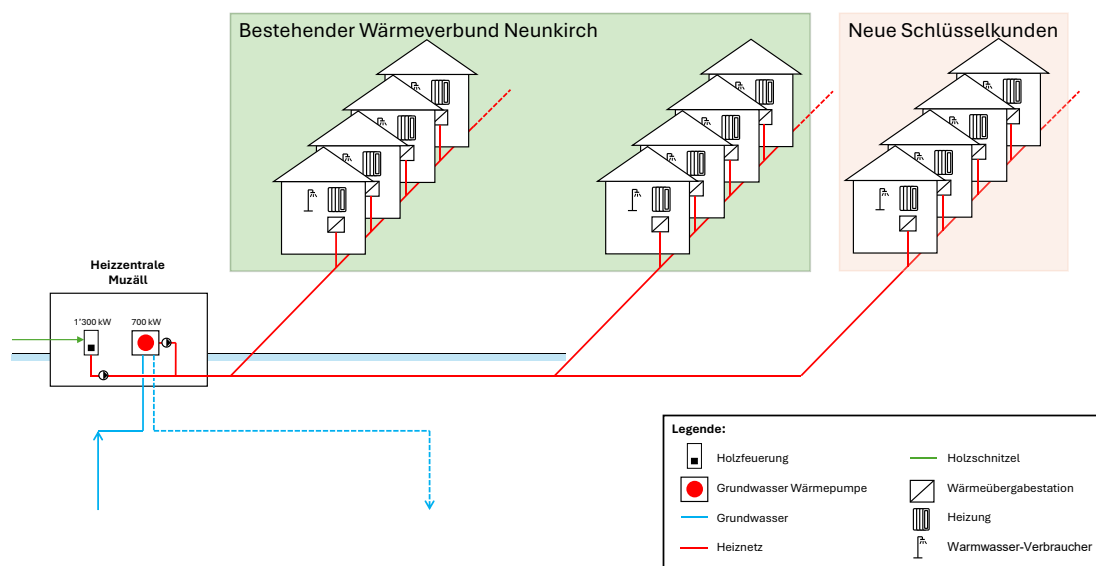 Bestehender Wärmeverbund Neunkirch
Neue Schlüsselkunden
Heizzentrale
Muzäll
1'300 kW
700 kW
Legende:
Holzfeuerung
Holzschnitzel
Grundwasser Wärmepumpe
Wärmeübergabestation
Grundwasser
Heizung
Heiznetz
Warmwasser-Verbraucher